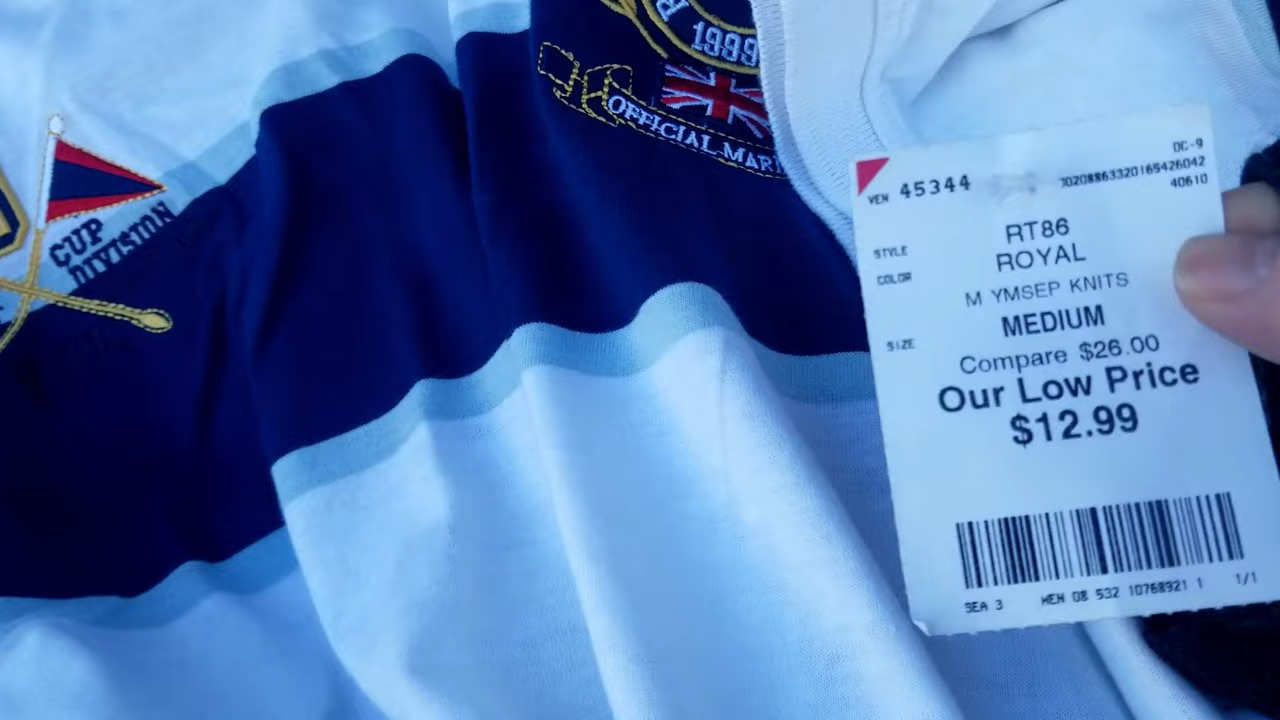 1999
OFFICIAL MAR
CUP
DIVISION
DC-9
VEN 45344
70208863320169426042
40610
STYLE RT86
COLOR ROYAL
M YMSEP KNITS
SIZE MEDIUM
Compare $26.00
Our Low Price
$12.99
SEA 3 MEN 08 532 10768921 1 1/1